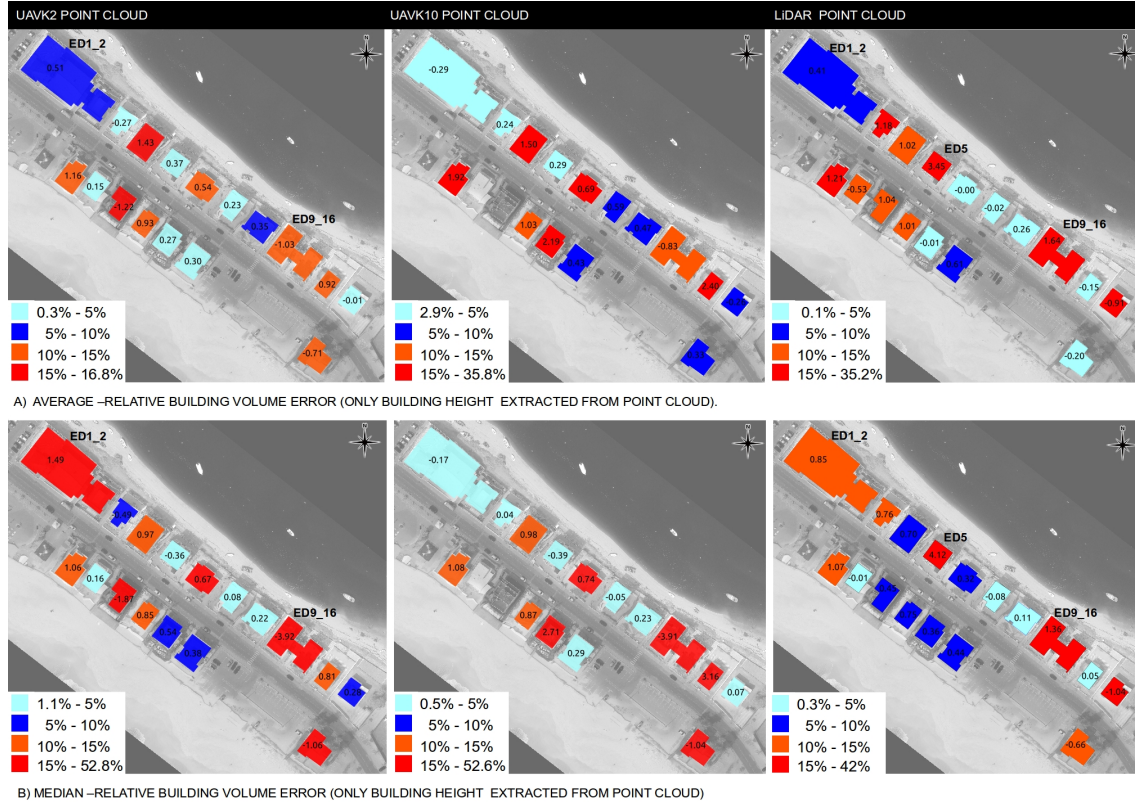 UAVK2 POINT CLOUD
UAVK10 POINT CLOUD
LiDAR POINT CLOUD
ED1_2
N
0.51
-0.27
1.43
0.37
0.54
0.23
0.35
ED9_16
-1.03
0.92
-0.01
1.16
0.15
-1.22
0.93
0.27
0.30
-0.71
0.3% - 5%
5% - 10%
10% - 15%
15% - 16.8%
N
-0.29
0.24
1.50
0.29
0.69
-0.83
2.40
1.92
1.03
2.19
2.9% - 5%
5% - 10%
10% - 15%
15% - 35.8%
ED1_2
N
1.18
1.02
ED5
3.45
-0.00
-0.02
0.26
ED9_16
1.64
-0.15
-0.91
1.21
-0.53
1.04
1.01
-0.01
-0.20
0.1% - 5%
5% - 10%
10% - 15%
15% - 35.2%
A) AVERAGE –RELATIVE BUILDING VOLUME ERROR (ONLY BUILDING HEIGHT EXTRACTED FROM POINT CLOUD).
ED1_2
N
1.49
0.97
-0.36
0.67
0.08
0.22
ED9_16
-3.92
0.81
0.28
1.06
0.16
0.85
0.54
0.38
-1.06
1.1% - 5%
5% - 10%
10% - 15%
15% - 52.8%
N
-0.17
0.04
0.98
-0.39
0.74
-0.05
0.23
-3.91
3.16
0.07
1.08
0.87
2.71
0.29
-1.04
0.5% - 5%
5% - 10%
10% - 15%
15% - 52.6%
ED1_2
N
0.85
0.76
ED5
4.12
-0.08
0.11
ED9_16
1.36
0.05
-1.04
1.07
-0.01
-0.66
0.3% - 5%
5% - 10%
10% - 15%
15% - 42%
B) MEDIAN –RELATIVE BUILDING VOLUME ERROR (ONLY BUILDING HEIGHT EXTRACTED FROM POINT CLOUD)